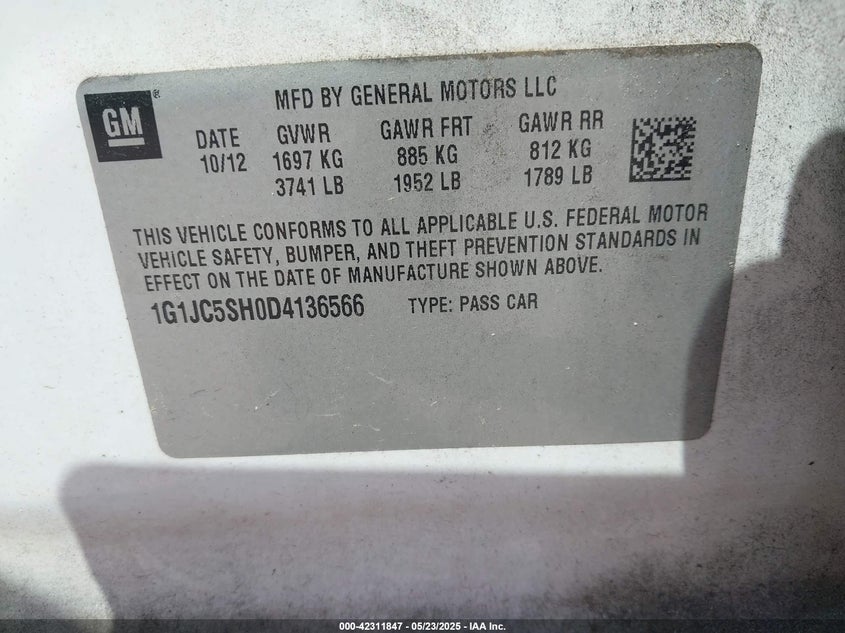 GM®
MFD BY GENERAL MOTORS LLC
DATE GVWR GAWR FRT GAWR RR
10/12 1697 KG 885 KG 812 KG
3741 LB 1952 LB 1789 LB
THIS VEHICLE CONFORMS TO ALL APPLICABLE U.S. FEDERAL MOTOR
VEHICLE SAFETY, BUMPER, AND THEFT PREVENTION STANDARDS IN
EFFECT ON THE DATE OF MANUFACTURE SHOWN ABOVE.
1G1JC5SH0D4136566 TYPE: PASS CAR
000-42311847 - 05/23/2025 - IAA Inc.